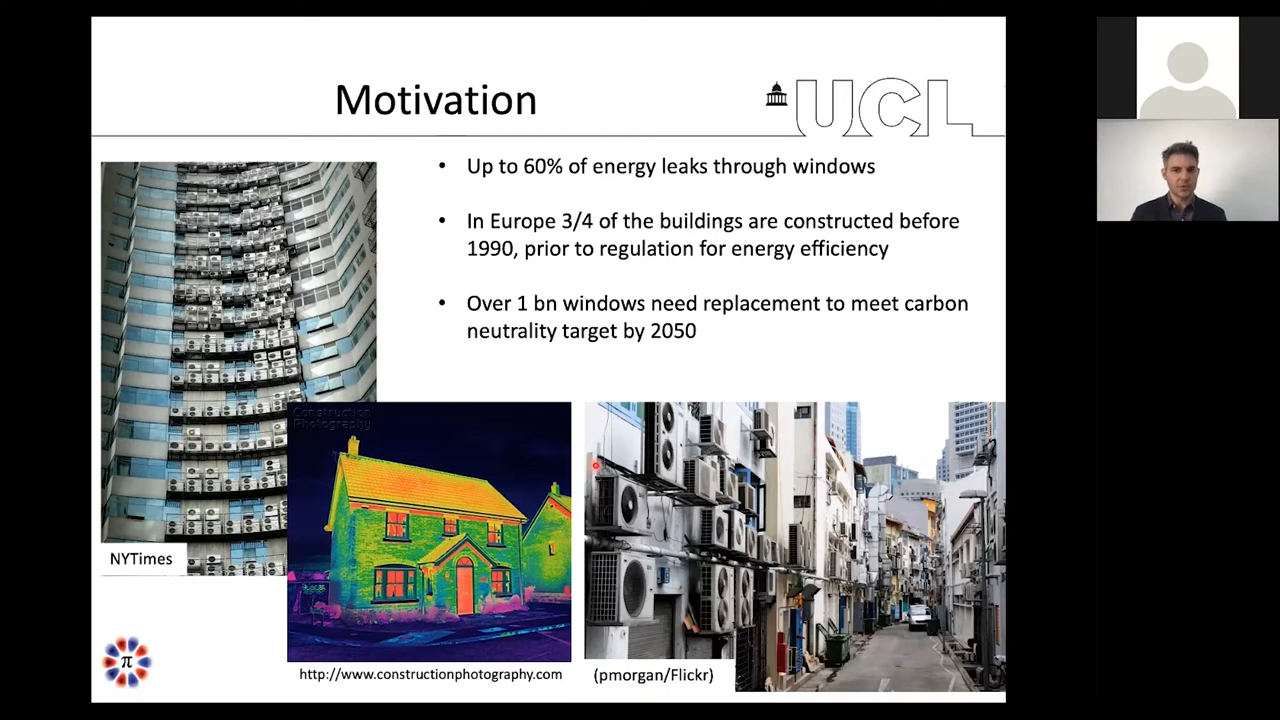 Motivation
UCL
• Up to 60% of energy leaks through windows
• In Europe 3/4 of the buildings are constructed before
1990, prior to regulation for energy efficiency
• Over 1 bn windows need replacement to meet carbon
neutrality target by 2050
Construction
Photography
NYTimes
http://www.constructionphotography.com
(pmorgan/Flickr)
π